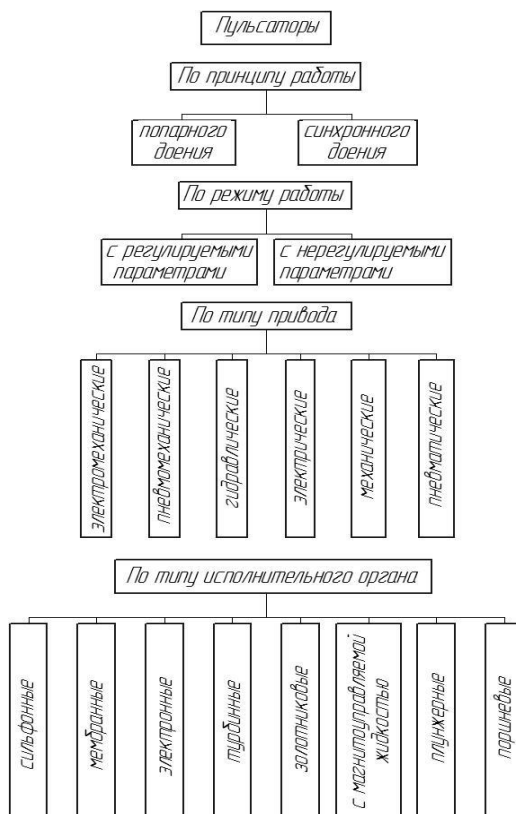 Пульсаторы
По принципу работы
попарного
доения
синхронного
доения
По режиму работы
с регулируемыми
параметрами
с нерегулируемыми
параметрами
По типу привода
электромеханические
пневмомеханические
гидравлические
электрические
механические
пневматические
По типу исполнительного органа
сильфонные
мембранные
электронные
турбинные
золотниковые
с магнитоуправляемой
жидкостью
плунжерные
поршневые